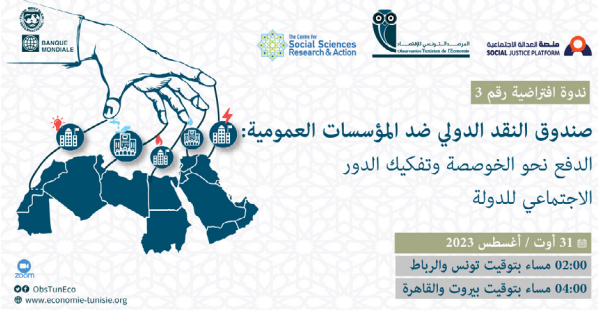 BANQUE
MONDIALE
The Centre for
Social Sciences
Research & Action
المرصد التونسي للاقتصاد
Observatoire Tunisien de l'Economie
منصة العدالة الاجتماعية
SOCIAL JUSTICE PLATFORM
ندوة افتراضية رقم 3
صندوق النقد الدولي ضد المؤسسات العمومية:
الدفع نحو الخوصصة وتفكيك الدور
الاجتماعي للدولة
31 أوت / أغسطس 2023
02:00 مساء بتوقيت تونس والرباط
04:00 مساء بتوقيت بيروت والقاهرة
zoom
ObsTunEco
www.economie-tunisie.org